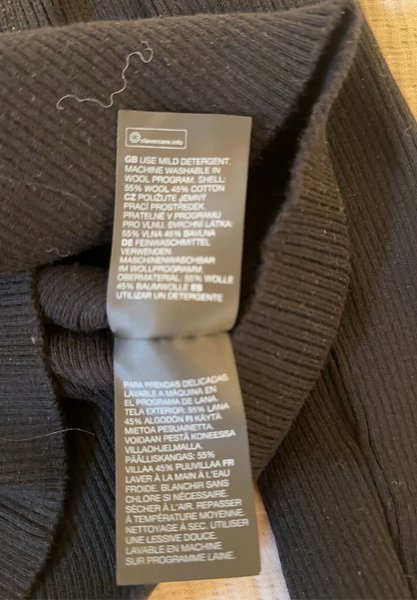 clevercare.info
GB USE MILD DETERGENT.
MACHINE WASHABLE IN
WOOL PROGRAM. SHELL:
55% WOOL 45% COTTON
CZ POUŽIJTE JEMNÝ
PRACÍ PROSTŘEDEK.
PRATELNÉ V PROGRAMU
PRO VLNU. SVRCHNÍ LÁTKA:
55% VLNA 45% BAVLNA
DE FEINWASCHMITTEL
VERWENDEN.
MASCHINENWASCHBAR
IM WOLLPROGRAMM.
OBERMATERIAL: 55% WOLLE
45% BAUMWOLLE ES
UTILIZAR UN DETERGENTE
PARA PRENDAS DELICADAS.
LAVABLE A MÁQUINA EN
EL PROGRAMA DE LANA.
TELA EXTERIOR: 55% LANA
45% ALGODÓN FI KÄYTÄ
MIETOA PESUAINETTA.
VOIDAAN PESTÄ KONEESSA
VILLAOHJELMALLA.
PÄÄLLISKANGAS: 55%
VILLAA 45% PUUVILLAA FR
LAVER À LA MAIN À L'EAU
FROIDE. BLANCHIR SANS
CHLORE SI NÉCESSAIRE.
SÉCHER À L'AIR. REPASSER
À TEMPÉRATURE MOYENNE.
NETTOYAGE À SEC. UTILISER
UNE LESSIVE DOUCE.
LAVABLE EN MACHINE
SUR PROGRAMME LAINE.